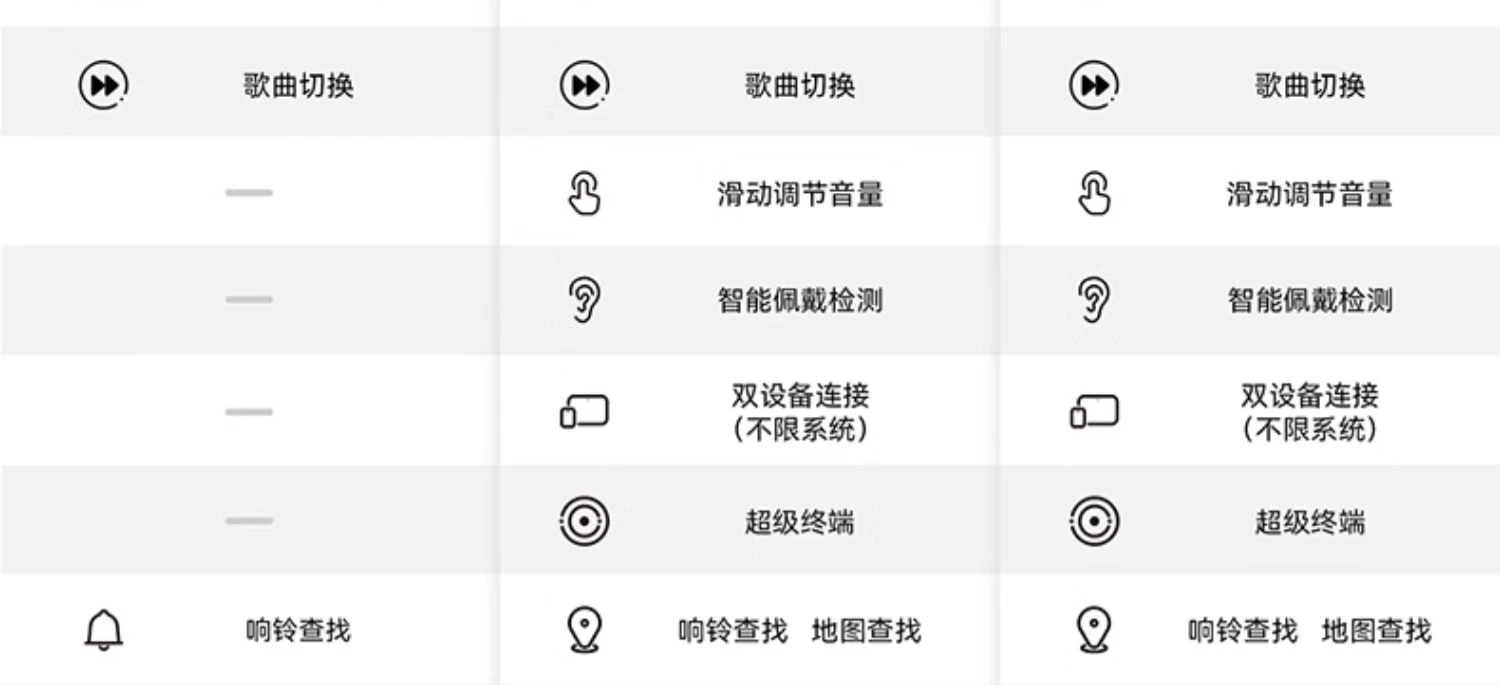 歌曲切换 歌曲切换 歌曲切换
滑动调节音量 滑动调节音量
智能佩戴检测 智能佩戴检测
双设备连接 双设备连接
(不限系统) (不限系统)
超级终端 超级终端
响铃查找 响铃查找 地图查找 响铃查找 地图查找